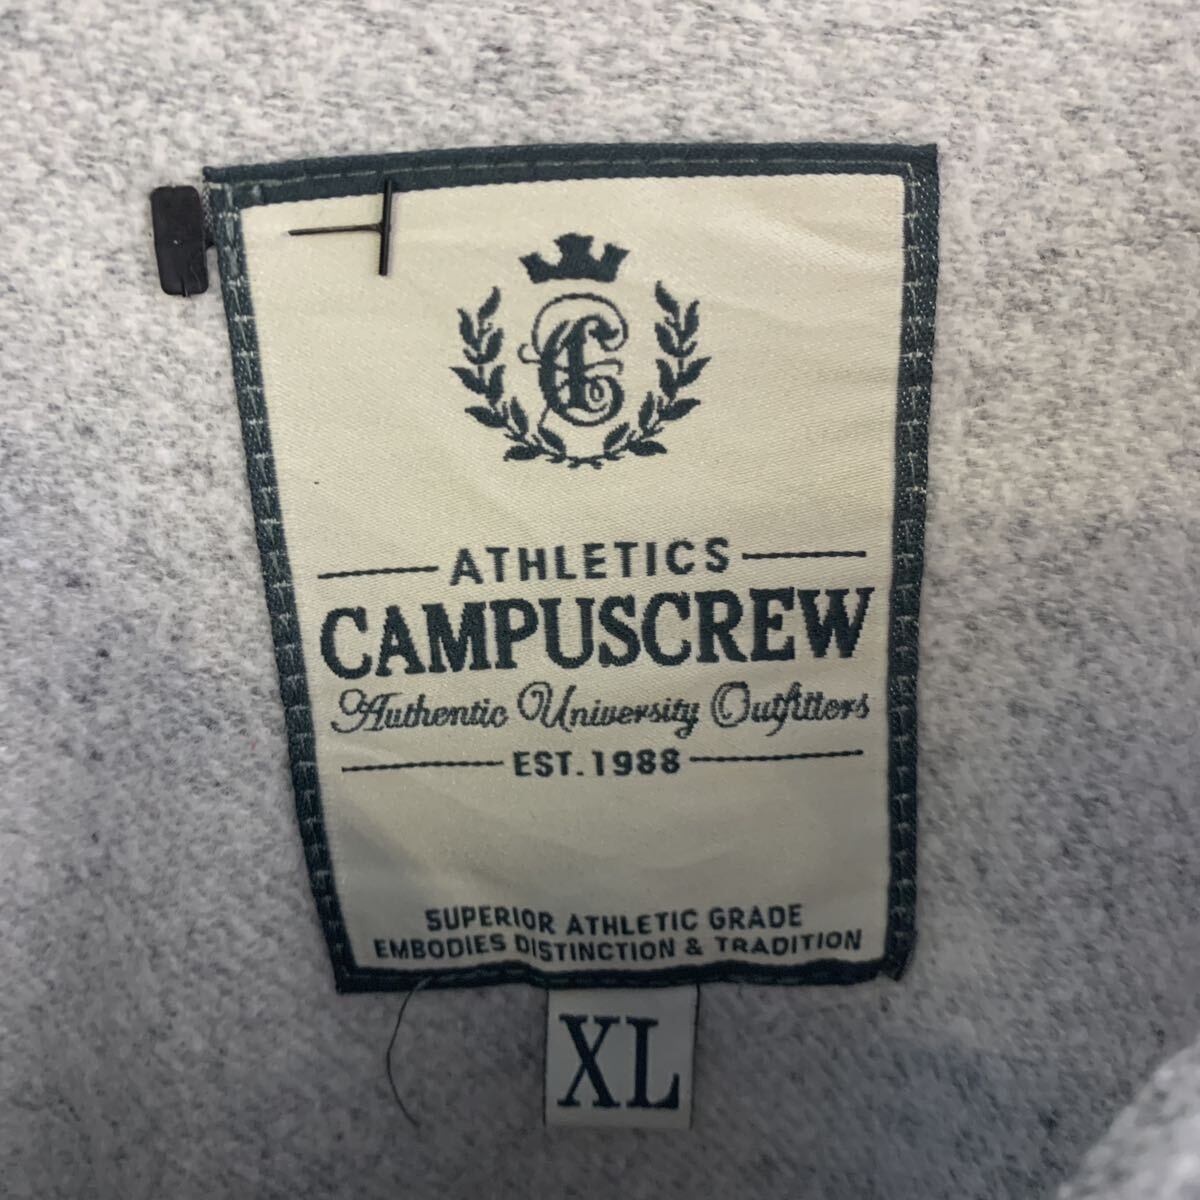 ATHLETICS
CAMPUSCREW
Authentic University Outfitters
EST. 1988
SUPERIOR ATHLETIC GRADE
EMBODIES DISTINCTION & TRADITION
XL